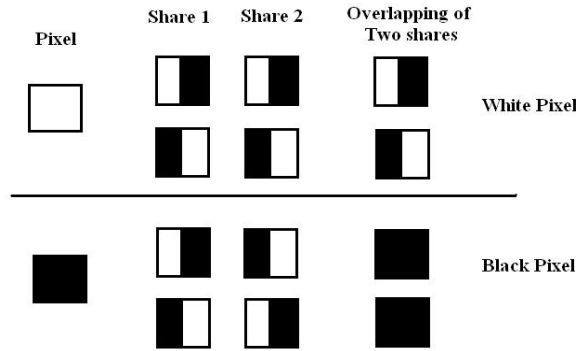 Pixel
Share 1
Share 2
Overlapping of
Two shares
White Pixel
Black Pixel